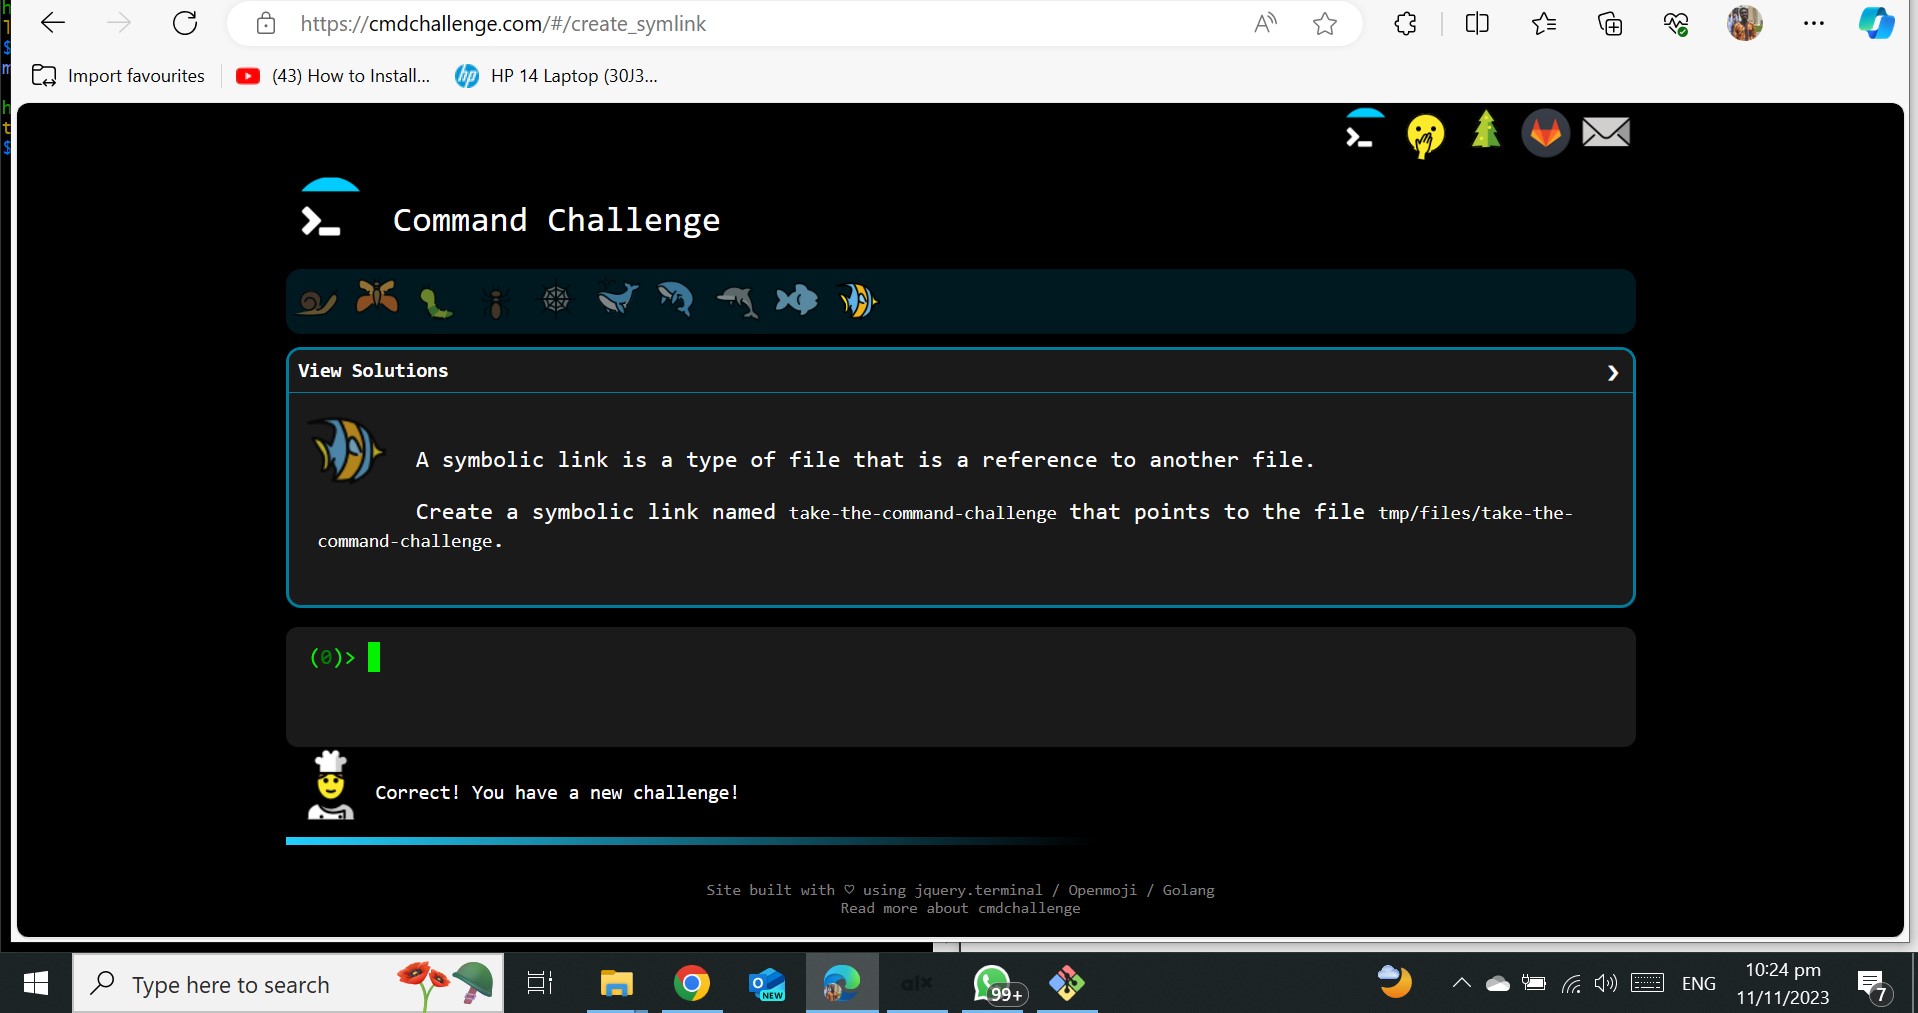 https://cmdchallenge.com/#/create_symlink
Import favourites
(43) How to Install...
HP 14 Laptop (30J3...
Command Challenge
View Solutions
A symbolic link is a type of file that is a reference to another file.
Create a symbolic link named take-the-command-challenge that points to the file tmp/files/take-the-
command-challenge.
(0)>
Correct! You have a new challenge!
Site built with ♡ using jquery.terminal / Openmoji / Golang
Read more about cmdchallenge
Type here to search
NEW
alx
99+
ENG
10:24 pm
11/11/2023
7